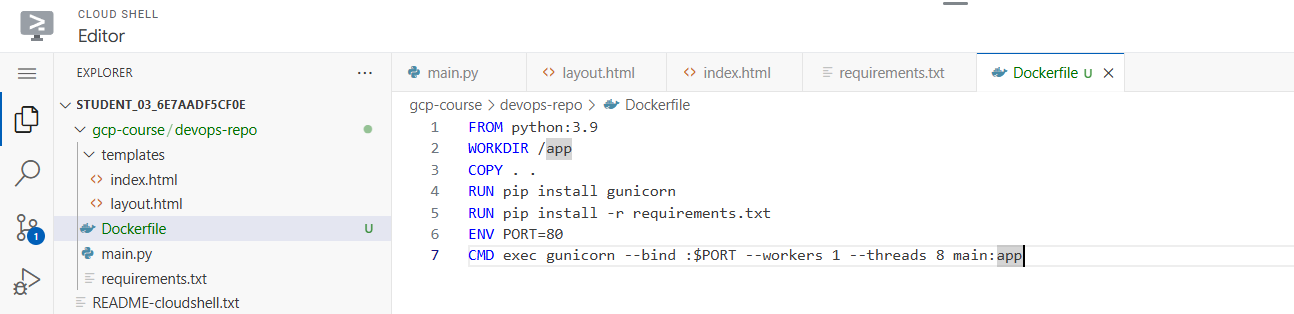 CLOUD SHELL
Editor
EXPLORER
STUDENT_03_6E7AADF5CF0E
gcp-course/devops-repo
templates
index.html
layout.html
Dockerfile U
main.py
requirements.txt
README-cloudshell.txt
1
main.py
layout.html
index.html
requirements.txt
Dockerfile U
gcp-course > devops-repo > Dockerfile
1 FROM python:3.9
2 WORKDIR /app
3 COPY . .
4 RUN pip install gunicorn
5 RUN pip install -r requirements.txt
6 ENV PORT=80
7 CMD exec gunicorn --bind :$PORT --workers 1 --threads 8 main:app